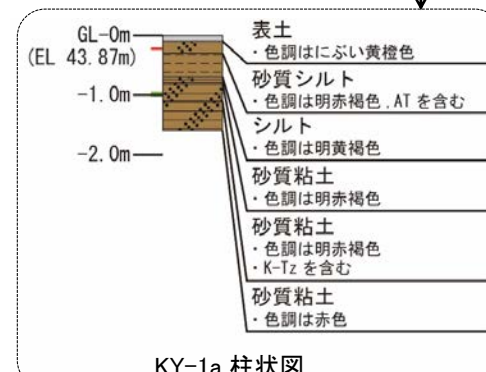 GL-0m
(EL 43.87m)
-1.0m
-2.0m
表土
・色調はにぶい黄橙色
砂質シルト
・色調は明赤褐色，ATを含む
シルト
・色調は明黄褐色
砂質粘土
・色調は明赤褐色
砂質粘土
・色調は明赤褐色
・K-Tzを含む
砂質粘土
・色調は赤色
KY-1a 柱状図